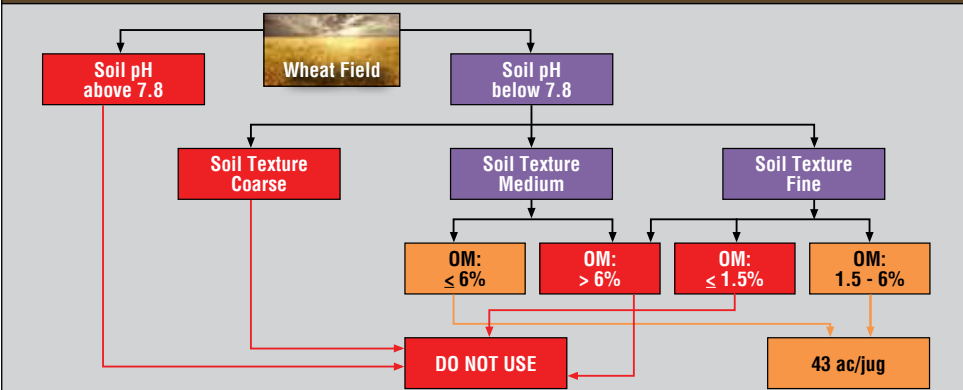 Wheat Field
Soil pH
above 7.8
Soil pH
below 7.8
Soil Texture
Coarse
Soil Texture
Medium
Soil Texture
Fine
OM:
≤ 6%
OM:
> 6%
OM:
≤ 1.5%
OM:
1.5 - 6%
DO NOT USE
43 ac/jug